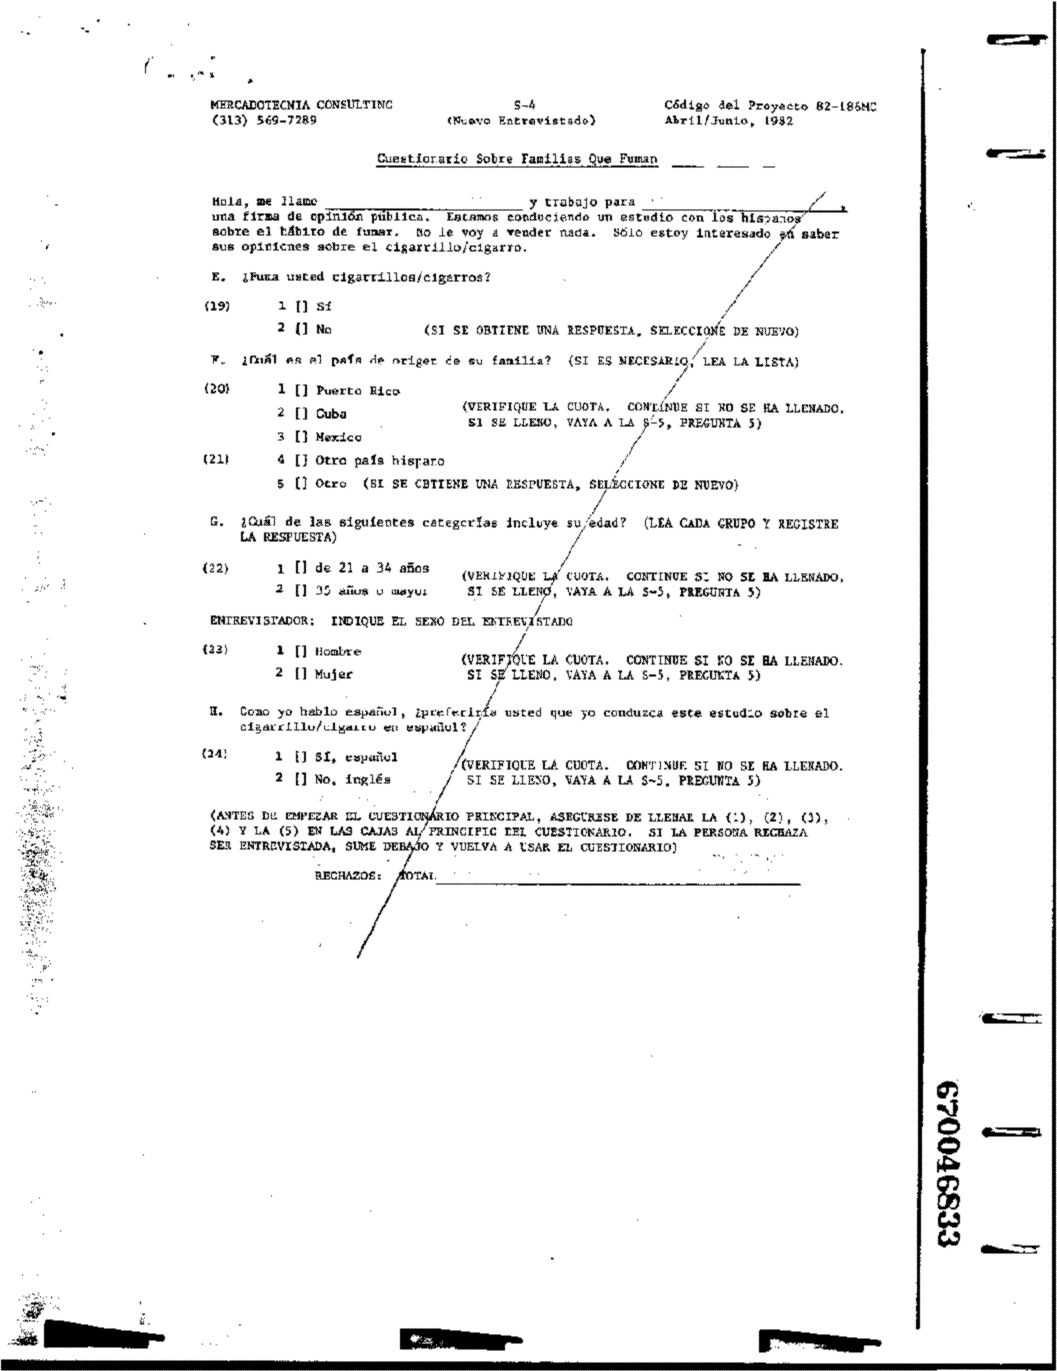 MERCADOTECNIA CONSULTING S-4 Código del Proyecto 82-186MC
(313) 569-7289 (Nuevo Entrevistado) Abril/Junio, 1982
Cuestionario Sobre Familias Que Fuman
Hola, me llamo y trabajo para ,
una firma de opinión pública. Estamos conduciendo un estudio con los hispanos
sobre el hábito de fumar. No le voy a vender nada. Sólo estoy interesado en saber
sus opiniones sobre el cigarrillo/cigarro.
E. ¿Fuma usted cigarrillos/cigarros?
(19) 1 [] Sí
2 [] No (SI SE OBTIENE UNA RESPUESTA, SELECCIONE DE NUEVO)
F. ¿Cuál es el país de origen de su familia? (SI ES NECESARIO, LEA LA LISTA)
(20) 1 [] Puerto Rico
2 [] Cuba (VERIFIQUE LA CUOTA. CONTINUE SI NO SE HA LLENADO.
SI SE LLENO, VAYA A LA S-5, PREGUNTA 5)
3 [] Mexico
(21) 4 [] Otro país hispano
5 [] Otro (SI SE OBTIENE UNA RESPUESTA, SELECCIONE DE NUEVO)
G. ¿Cuál de las siguientes categorías incluye su edad? (LEA CADA GRUPO Y REGISTRE
LA RESPUESTA)
(22) 1 [] de 21 a 34 años (VERIFIQUE LA CUOTA. CONTINUE SI NO SE HA LLENADO,
2 [] 35 años o mayor SI SE LLENO, VAYA A LA S-5, PREGUNTA 5)
ENTREVISTADOR: INDIQUE EL SEXO DEL ENTREVISTADO
(23) 1 [] Hombre (VERIFIQUE LA CUOTA. CONTINUE SI NO SE HA LLENADO.
2 [] Mujer SI SE LLENO, VAYA A LA S-5, PREGUNTA 5)
H. Como yo hablo español, ¿preferiría usted que yo conduzca este estudio sobre el
cigarrillo/cigarro en español?
(24) 1 [] Sí, español (VERIFIQUE LA CUOTA. CONTINUE SI NO SE HA LLENADO.
2 [] No, inglés SI SE LLENO, VAYA A LA S-5, PREGUNTA 5)
(ANTES DE EMPEZAR EL CUESTIONARIO PRINCIPAL, ASEGURESE DE LLENAR LA (1), (2), (3),
(4) Y LA (5) EN LAS CAJAS AL PRINCIPIO DEL CUESTIONARIO. SI LA PERSONA RECHAZA
SER ENTREVISTADA, SUME DEBAJO Y VUELVA A USAR EL CUESTIONARIO)
RECHAZOS: TOTAL
670046833